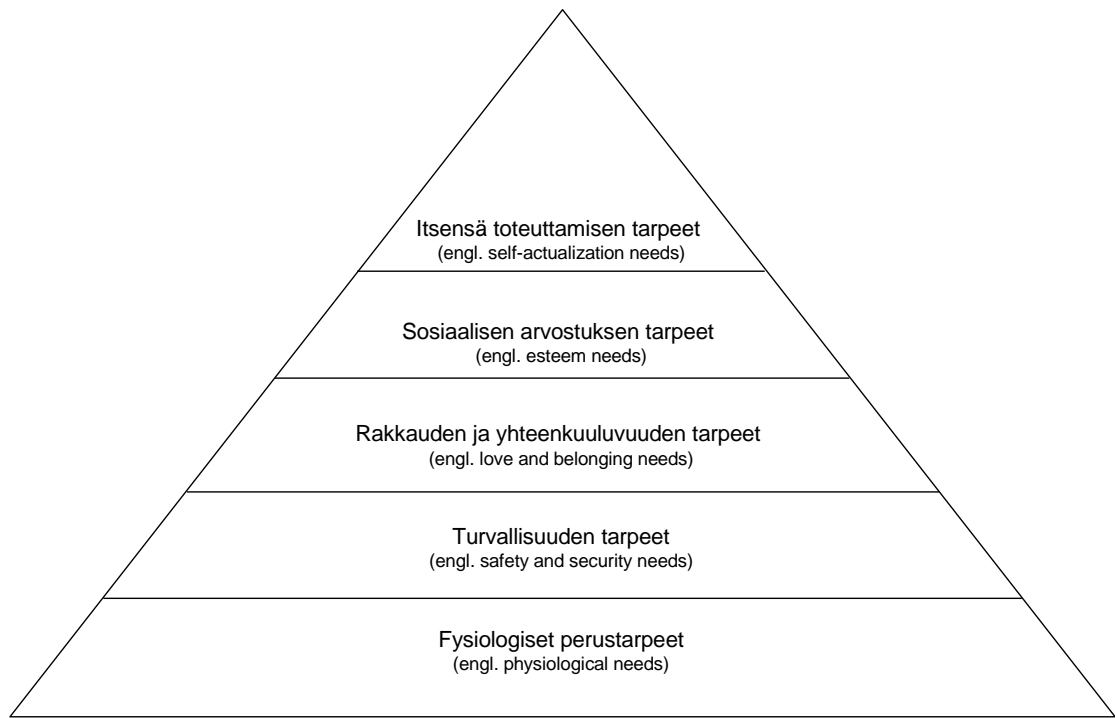 Itsensä toteuttamisen tarpeet
(engl. self-actualization needs)
Sosiaalisen arvostuksen tarpeet
(engl. esteem needs)
Rakkauden ja yhteenkuuluvuuden tarpeet
(engl. love and belonging needs)
Turvallisuuden tarpeet
(engl. safety and security needs)
Fysiologiset perustarpeet
(engl. physiological needs)